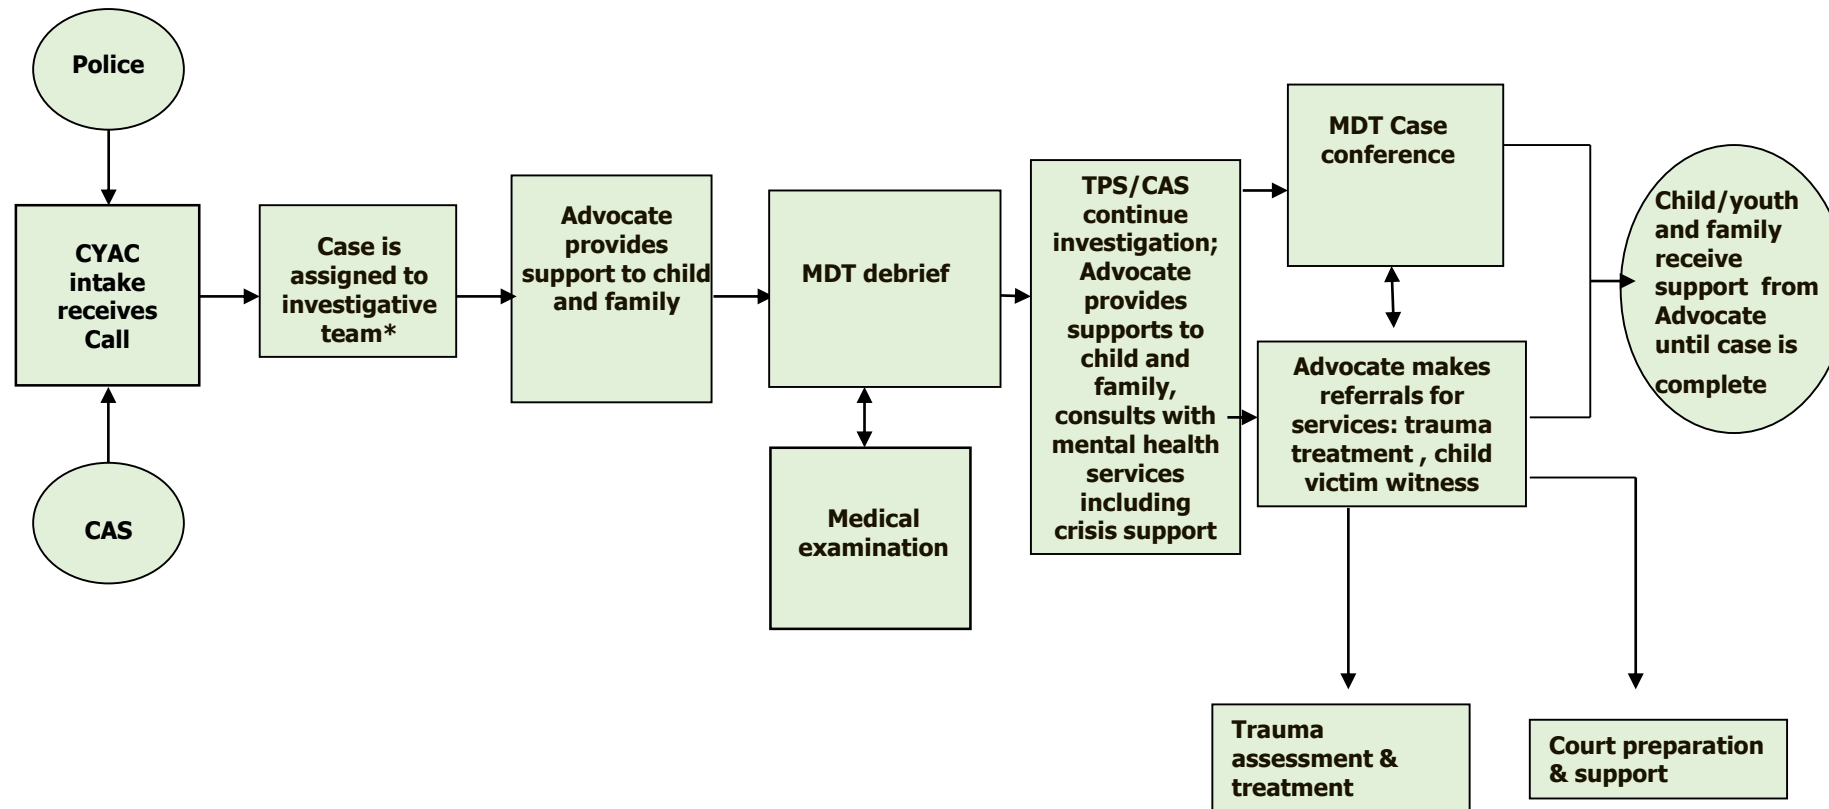 Police
CYAC
intake
receives
Call
CAS
Case is
assigned to
investigative
team*
Advocate
provides
support to child
and family
MDT debrief
Medical
examination
TPS/CAS
continue
investigation;
Advocate
provides
supports to
child and
family,
consults with
mental health
services
including
crisis support
MDT Case
conference
Advocate makes
referrals for
services: trauma
treatment , child
victim witness
Child/youth
and family
receive
support  from
Advocate
until case is
complete
Trauma
assessment &
treatment
Court preparation
& support